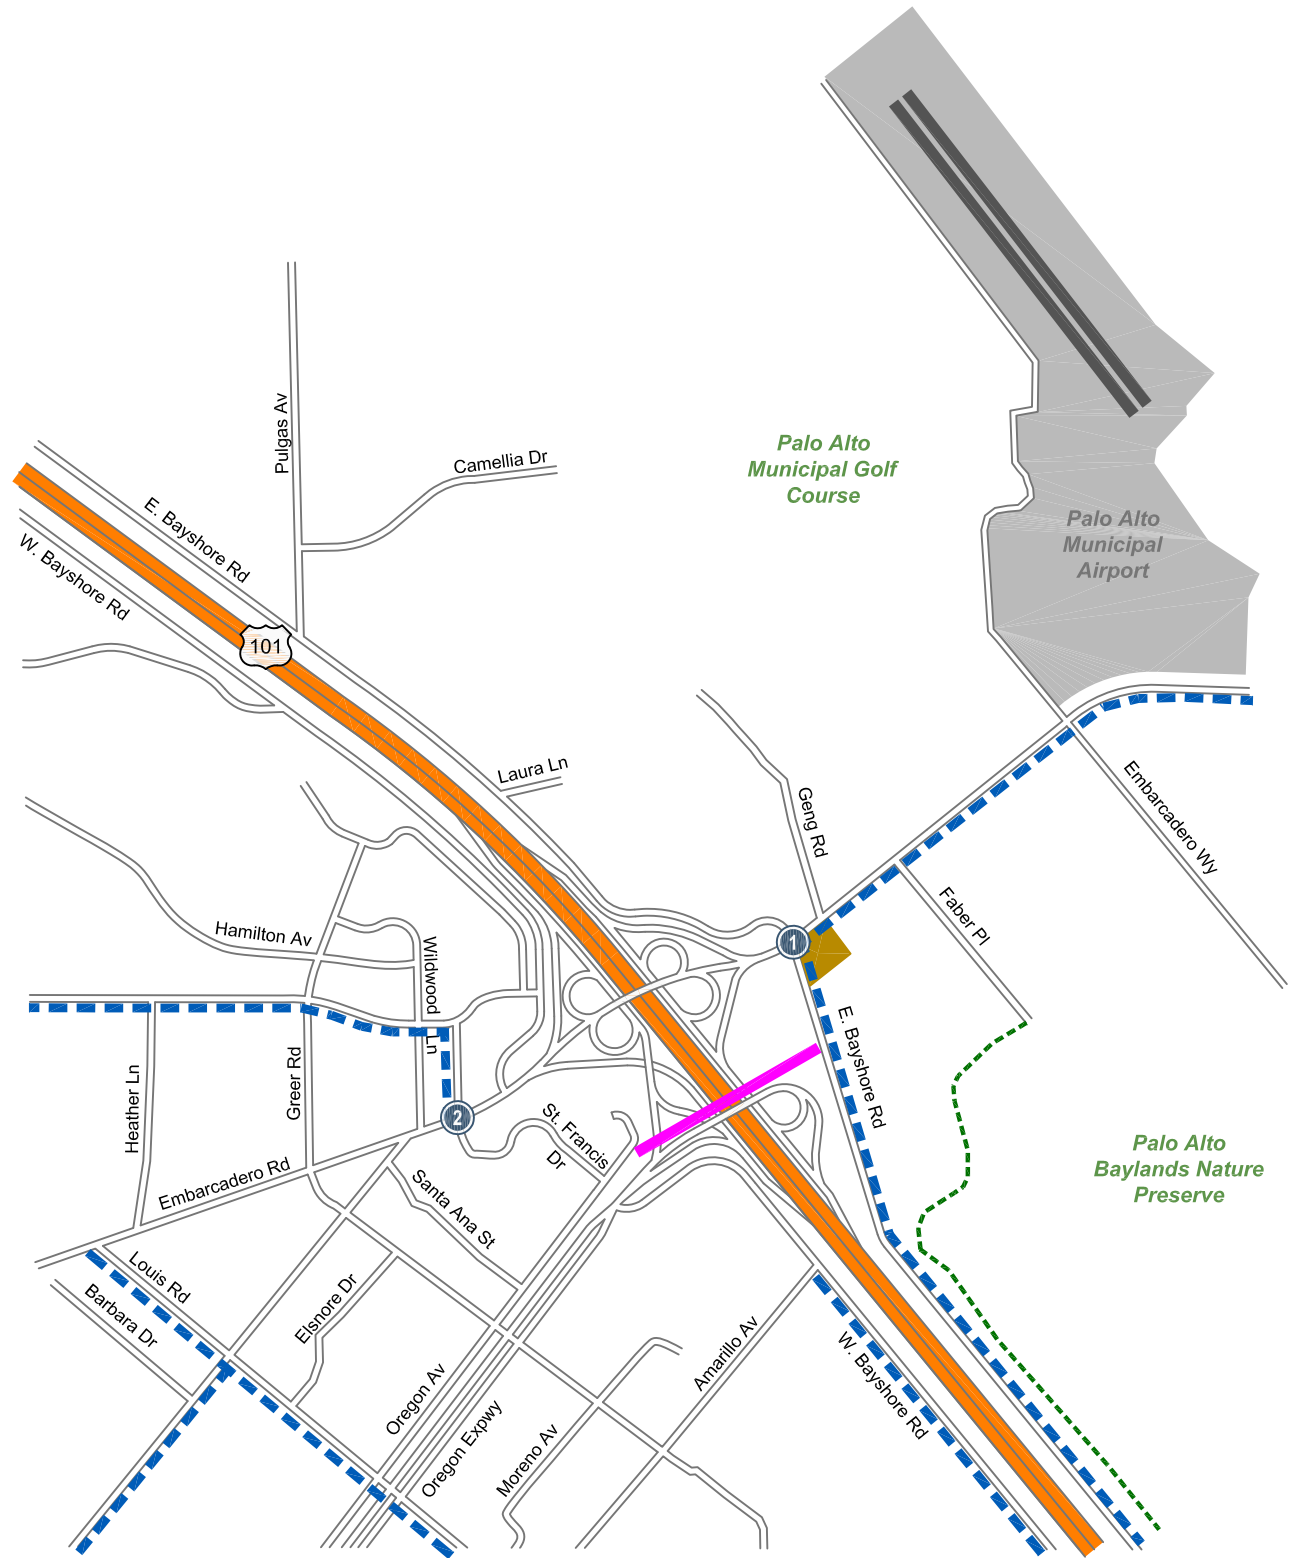 Pulgas Av
Camellia Dr
Palo Alto
Municipal Golf
Course
E. Bayshore Rd
W. Bayshore Rd
Palo Alto
Municipal
Airport
101
Laura Ln
Geng Rd
Embarcadero Wy
Faber Pl
Hamilton Av
Wildwood Ln
1
E. Bayshore Rd
Heather Ln
Greer Rd
2
St. Francis
Dr
Palo Alto
Baylands Nature
Preserve
Embarcadero Rd
Santa Ana St
Louis Rd
Barbara Dr
Elsnore Dr
Amarillo Av
W. Bayshore Rd
Oregon Av
Oregon Expwy
Moreno Av